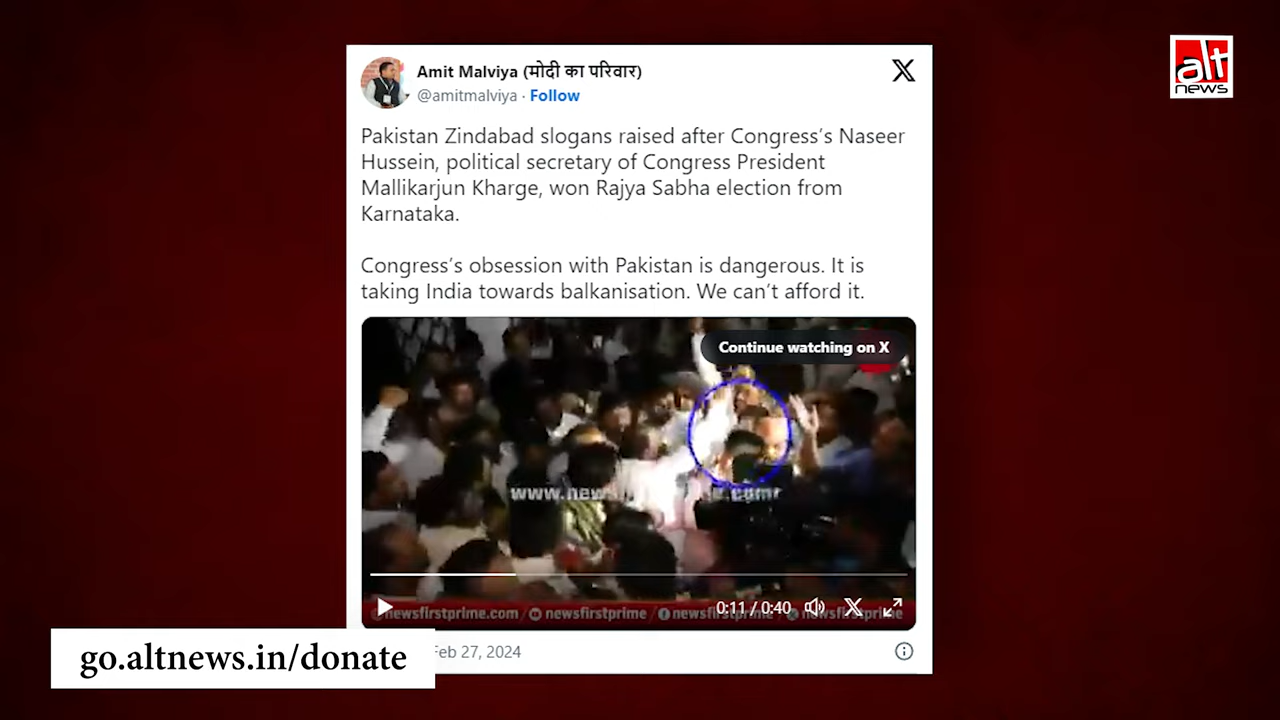 alt
news
Amit Malviya (मोदी का परिवार)
@amitmalviya · Follow
Pakistan Zindabad slogans raised after Congress's Naseer
Hussein, political secretary of Congress President
Mallikarjun Kharge, won Rajya Sabha election from
Karnataka.
Congress's obsession with Pakistan is dangerous. It is
taking India towards balkanisation. We can't afford it.
Continue watching on X
0:11 / 0:40
newsfirstprime.com / newsfirstprime /
go.altnews.in/donate
Feb 27, 2024